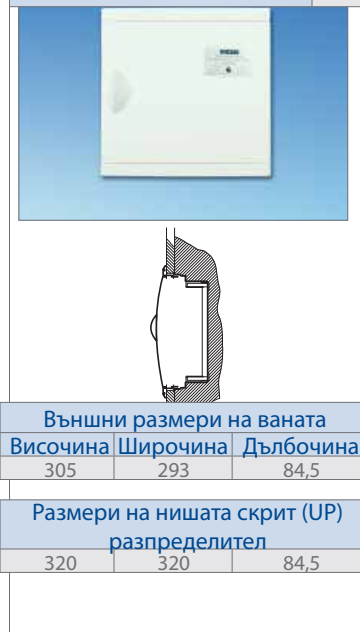 Външни размери на ваната
Височина Широчина Дълбочина
305 293 84,5
Размери на нишата скрит (UP)
разпределител
320 320 84,5